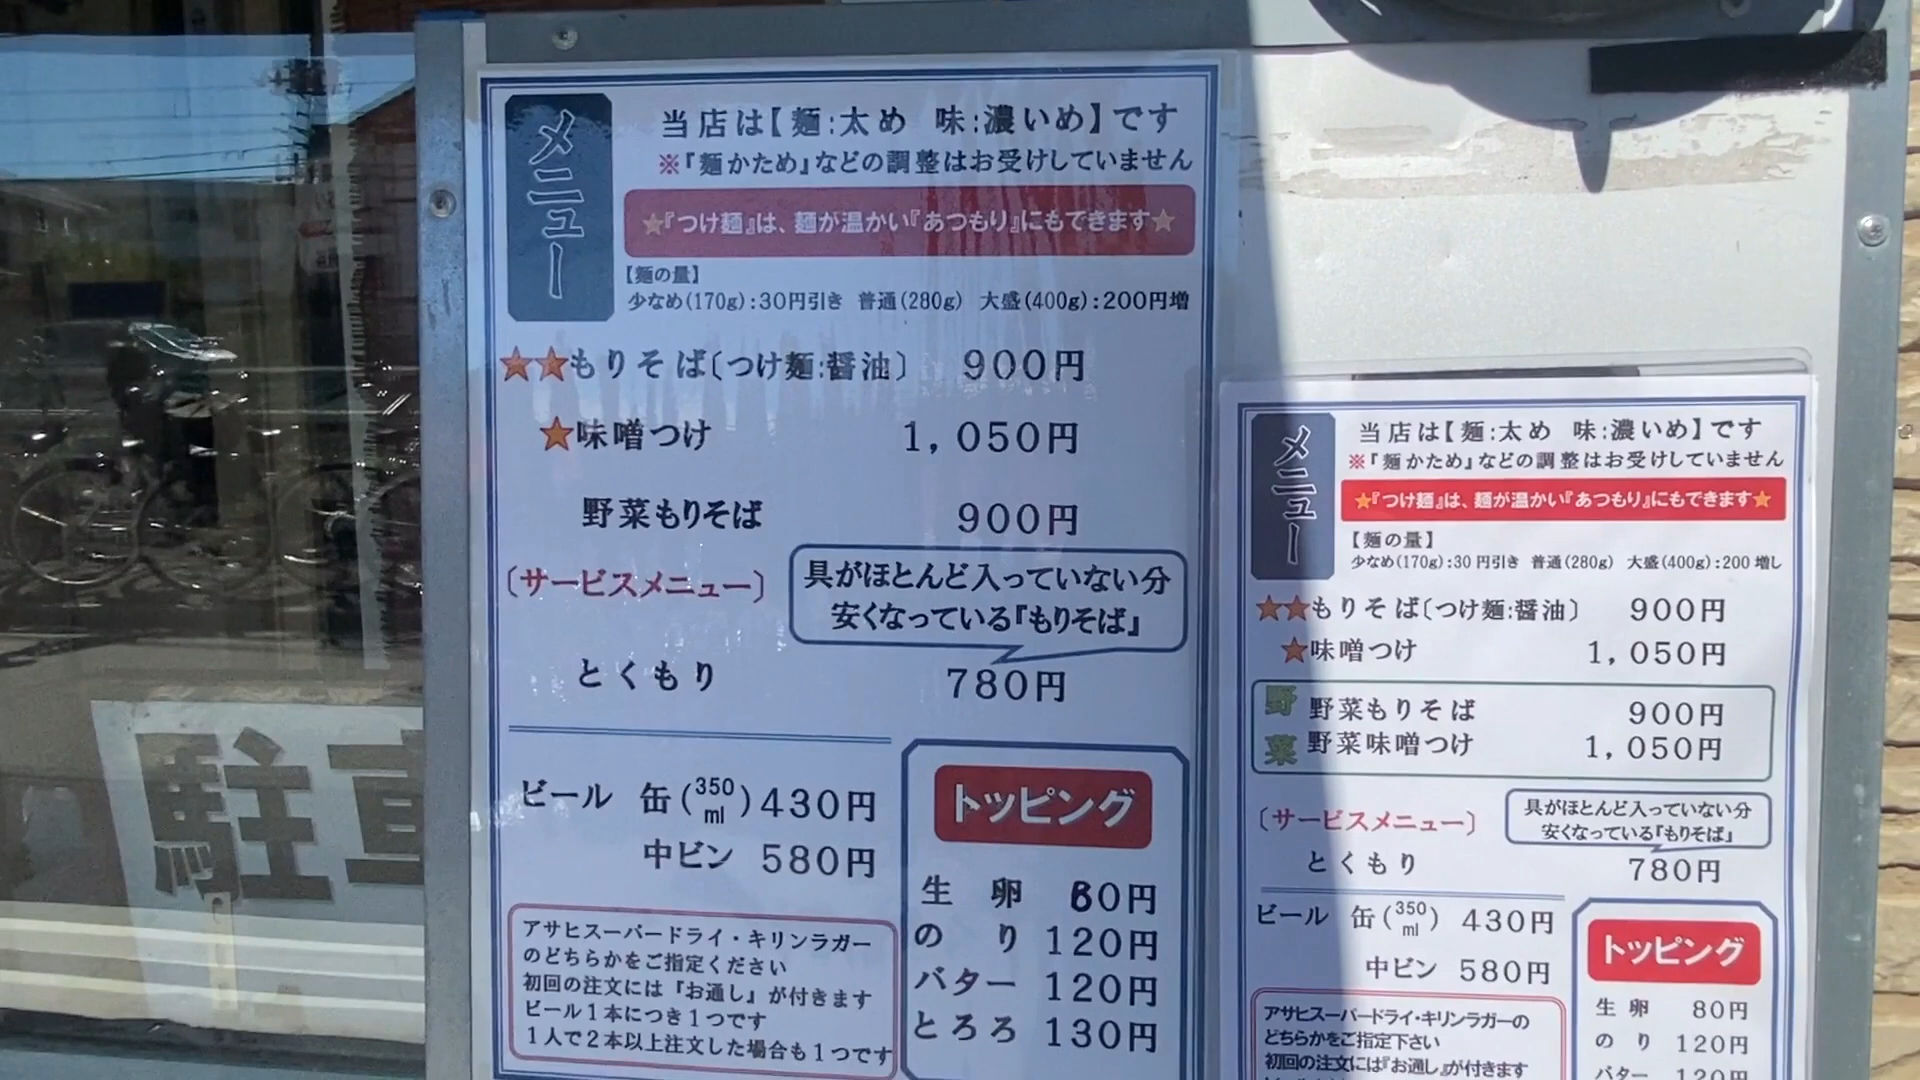 メニュー
当店は【麺:太め 味:濃いめ】です
※『麺かため』などの調整はお受けしていません
★『つけ麺』は、麺が温かい『あつもり』にもできます★
【麺の量】
少なめ(170g):30円引き 普通(280g) 大盛(400g):200円増
★★もりそば〔つけ麺:醤油〕 900円
★味噌つけ 1,050円
野菜もりそば 900円
〔サービスメニュー〕
具がほとんど入っていない分
安くなっている『もりそば』
とくもり 780円
ビール 缶(350ml)430円
中ビン 580円
アサヒスーパードライ・キリンラガー
のどちらかをご指定ください
初回の注文には『お通し』が付きます
ビール1本につき1つです
1人で2本以上注文した場合も1つです
トッピング
生卵 80円
のり 120円
バター 120円
とろろ 130円
メニュー
当店は【麺:太め 味:濃いめ】です
※『麺かため』などの調整はお受けしていません
★『つけ麺』は、麺が温かい『あつもり』にもできます★
【麺の量】
少なめ(170g):30円引き 普通(280g) 大盛(400g):200増し
★★もりそば〔つけ麺:醤油〕 900円
★味噌つけ 1,050円
野菜
野菜もりそば 900円
野菜味噌つけ 1,050円
〔サービスメニュー〕
具がほとんど入っていない分
安くなっている『もりそば』
とくもり 780円
ビール 缶(350ml) 430円
中ビン 580円
アサヒスーパードライ・キリンラガーの
どちらかをご指定下さい
初回の注文には『お通し』が付きます
トッピング
生卵 80円
のり 120円
バター 120円
駐車